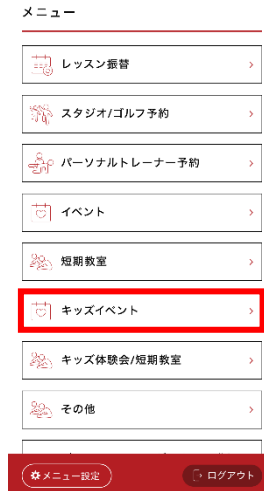 メニュー
レッスン振替
スタジオ/ゴルフ予約
パーソナルトレーナー予約
イベント
短期教室
キッズイベント
キッズ体験会/短期教室
その他
メニュー設定
ログアウト